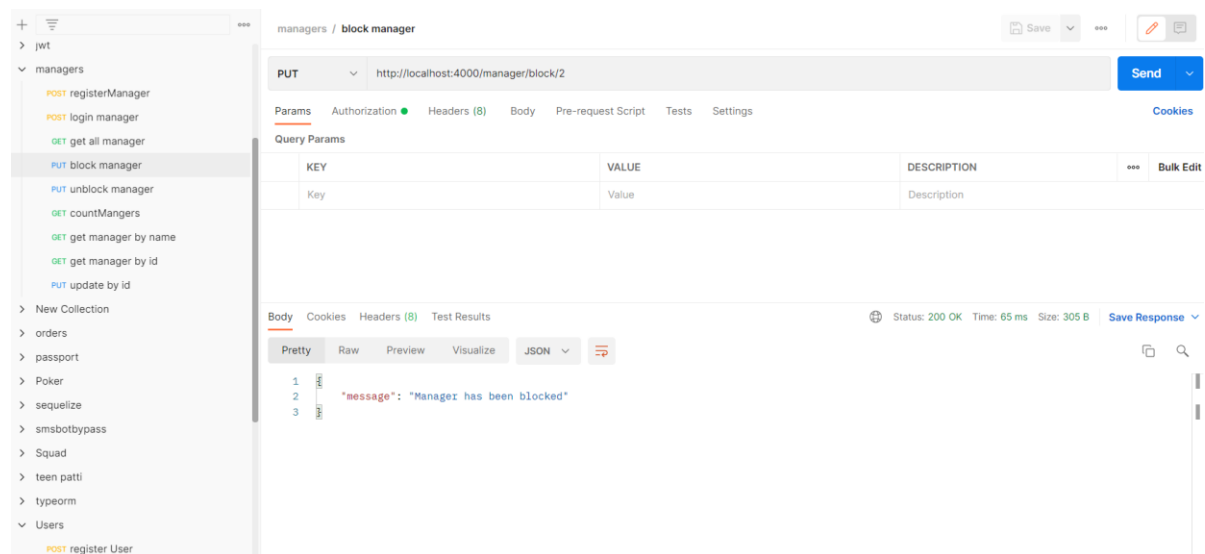 managers / block manager
Save
jwt
managers
POST registerManager
POST login manager
GET get all manager
PUT block manager
PUT unblock manager
GET countMangers
GET get manager by name
GET get manager by id
PUT update by id
New Collection
orders
passport
Poker
sequelize
smsbotbypass
Squad
teen patti
typeorm
Users
POST register User
PUT http://localhost:4000/manager/block/2 Send
Params Authorization Headers (8) Body Pre-request Script Tests Settings Cookies
Query Params
KEY VALUE DESCRIPTION Bulk Edit
Key Value Description
Body Cookies Headers (8) Test Results Status: 200 OK Time: 65 ms Size: 305 B Save Response
Pretty Raw Preview Visualize JSON
1 {
2 "message": "Manager has been blocked"
3 }